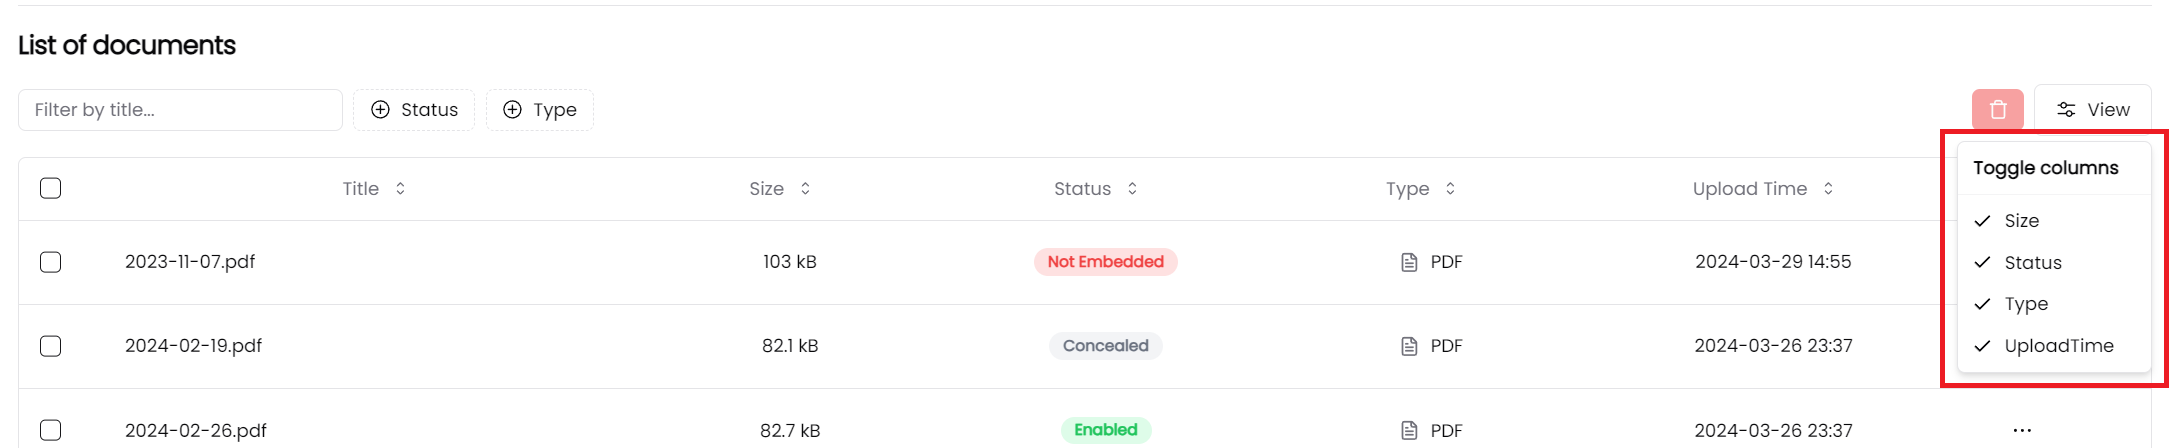 List of documents
Filter by title...
Status
Type
View
Toggle columns
Size
Status
Type
UploadTime
Title Size Status Type Upload Time
2023-11-07.pdf 103 kB Not Embedded PDF 2024-03-29 14:55
2024-02-19.pdf 82.1 kB Concealed PDF 2024-03-26 23:37
2024-02-26.pdf 82.7 kB Enabled PDF 2024-03-26 23:37 ...